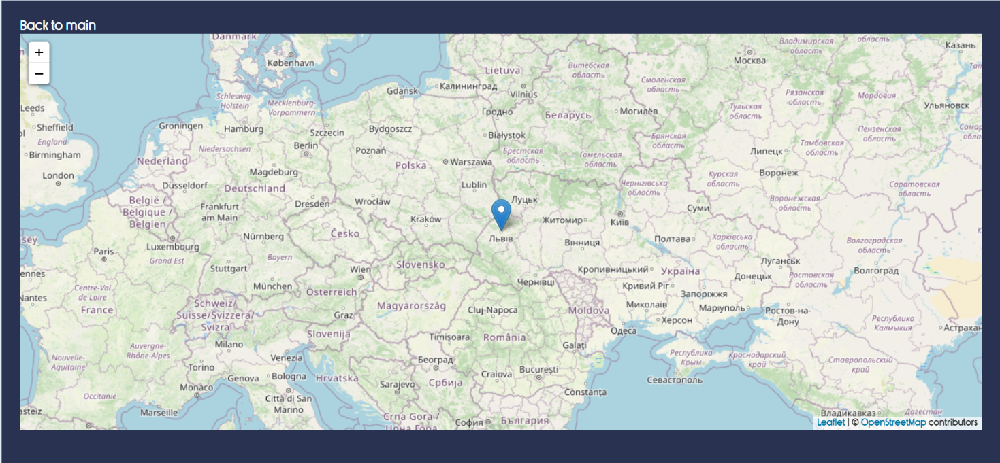 Back to main
+
−
Danmark
København
Владимирская
область
область
Казань
Москва
Lietuva
Витебская
область
Смоленская
область
Gdańsk
Калининград
Vilnius
Рязанская
область
Мордовия
Ульяновск
Leeds
Schleswig-
Holstein
Mecklenburg-
Vorpommern
Гродно
Беларусь
Могилёв
Тульская
область
Sheffield
England
Groningen
Hamburg
Szczecin
Bydgoszcz
Białystok
Брянская
область
Пензенская
область
Birmingham
Niedersachsen
Berlin
Poznań
Брестская
область
Гомельская
область
Липецк
Тамбовская
область
Nederland
Polska
Warszawa
London
Magdeburg
Düsseldorf
Deutschland
Lublin
Чернігівська
область
Курская
область
Воронеж
Саратовская
область
België /
Belgique /
Belgien
Frankfurt
am Main
Dresden
Wrocław
Луцьк
Суми
Воронежская
область
Kraków
Житомир
Київ
Česko
Nürnberg
Львів
Вінниця
Полтава
Харківська
область
Волгоградская
область
Luxembourg
Paris
Grand Est
Bayern
Stuttgart
Slovensko
Wien
Кропивницький
Україна
Луганськ
Волгоград
München
Österreich
Чернівці
Кривий Ріг
Донецьк
Ростовская
область
Nantes
Centre-Val
de Loire
France
Запоріжжя
Schweiz/
Suisse/Svizzera/
Svizra
Graz
Magyarország
Cluj-Napoca
Moldova
Миколаїв
Маріуполь
Ростов-на-
Дону
Херсон
Республика
Калмыкия
Одеса
Slovenija
Timișoara
România
Galați
Milano
Auvergne-
Rhône-Alpes
Nouvelle-
Aquitaine
Venezia
Београд
Республика
Крым
Краснодарский
край
Ставропольский
край
Torino
Genova
Bologna
Hrvatska
Sarajevo
Србија
Craiova
București
Севастополь
Monaco
Occitanie
Città di San
Marino
Constanța
Marseille
Crna Gora /
София
България
Владикавказ
Дагестан
Leaflet | © OpenStreetMap contributors